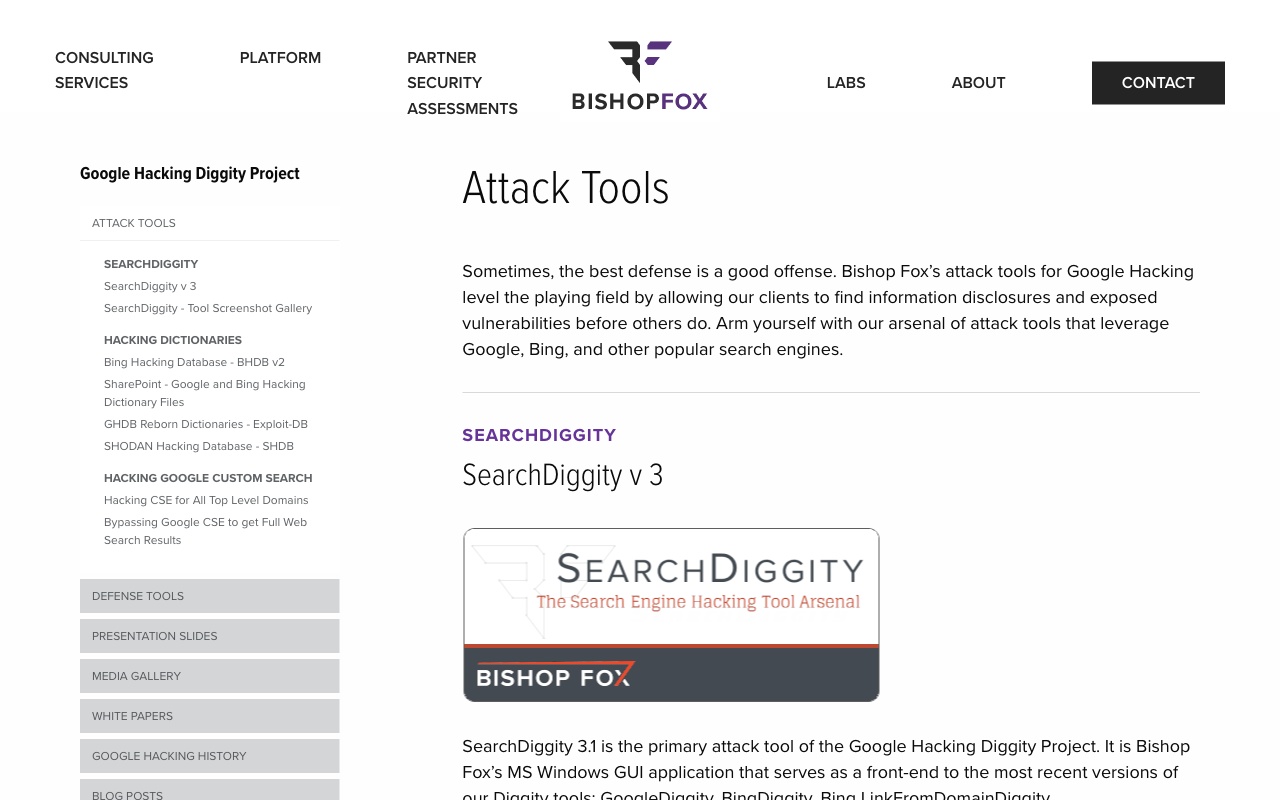 CONSULTING
SERVICES
PLATFORM
PARTNER
SECURITY
ASSESSMENTS
BISHOPFOX
LABS
ABOUT
CONTACT
Google Hacking Diggity Project
ATTACK TOOLS
SEARCHDIGGITY
SearchDiggity v 3
SearchDiggity - Tool Screenshot Gallery
HACKING DICTIONARIES
Bing Hacking Database - BHDB v2
SharePoint - Google and Bing Hacking
Dictionary Files
GHDB Reborn Dictionaries - Exploit-DB
SHODAN Hacking Database - SHDB
HACKING GOOGLE CUSTOM SEARCH
Hacking CSE for All Top Level Domains
Bypassing Google CSE to get Full Web
Search Results
DEFENSE TOOLS
PRESENTATION SLIDES
MEDIA GALLERY
WHITE PAPERS
GOOGLE HACKING HISTORY
BLOG POSTS
Attack Tools
Sometimes, the best defense is a good offense. Bishop Fox’s attack tools for Google Hacking
level the playing field by allowing our clients to find information disclosures and exposed
vulnerabilities before others do. Arm yourself with our arsenal of attack tools that leverage
Google, Bing, and other popular search engines.
SEARCHDIGGITY
SearchDiggity v 3
SEARCHDIGGITY
The Search Engine Hacking Tool Arsenal
BISHOP FOX
SearchDiggity 3.1 is the primary attack tool of the Google Hacking Diggity Project. It is Bishop
Fox’s MS Windows GUI application that serves as a front-end to the most recent versions of
our Diggity tools: GoogleDiggity, BingDiggity, Bing LinkFromDomainDiggity,